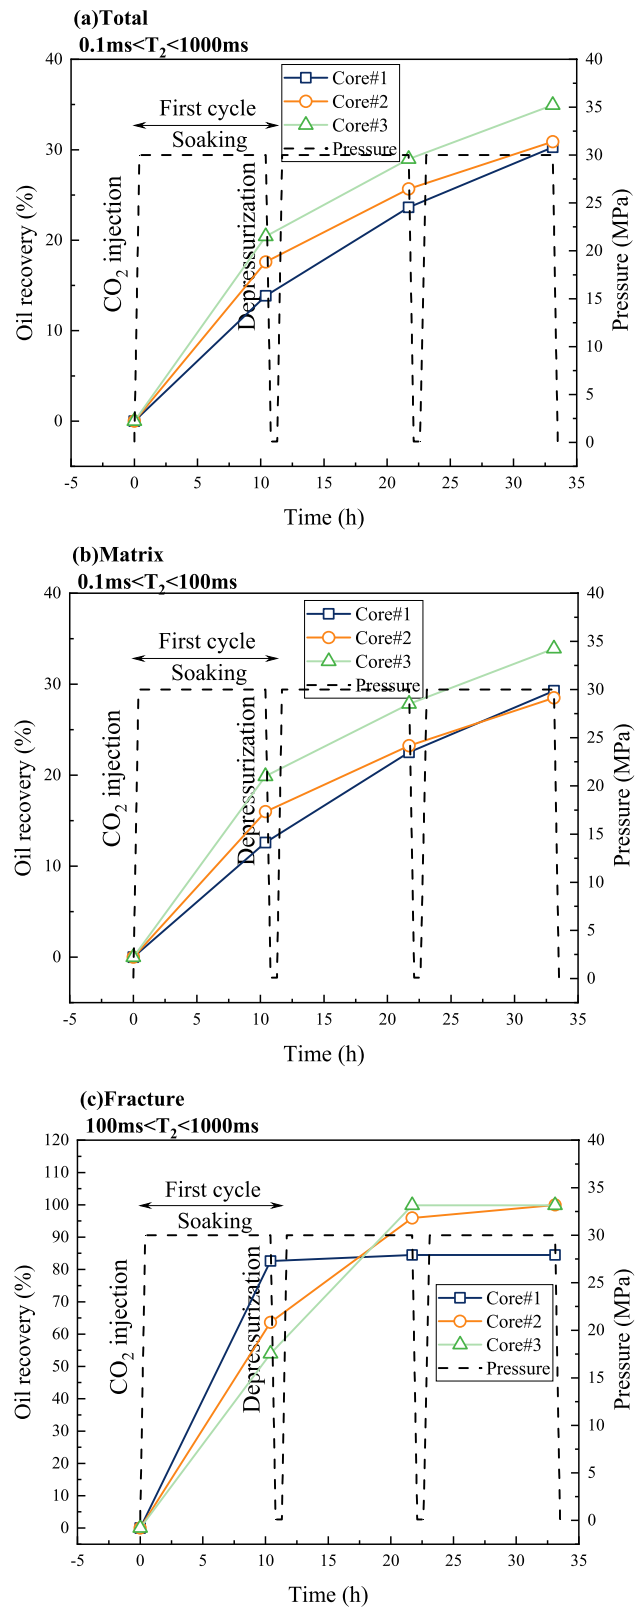 (a)Total
0.1ms<T2<1000ms
40
30
20
10
0
Oil recovery (%)
First cycle
Soaking
CO2 injection
Depressurization
Core#1
Core#2
Core#3
Pressure
40
35
30
25
20
15
10
5
0
Pressure (MPa)
-5 0 5 10 15 20 25 30 35
Time (h)
(b)Matrix
0.1ms<T2<100ms
40
30
20
10
0
Oil recovery (%)
First cycle
Soaking
CO2 injection
Depressurization
Core#1
Core#2
Core#3
Pressure
40
35
30
25
20
15
10
5
0
Pressure (MPa)
-5 0 5 10 15 20 25 30 35
Time (h)
(c)Fracture
100ms<T2<1000ms
120
110
100
90
80
70
60
50
40
30
20
10
0
Oil recovery (%)
First cycle
Soaking
CO2 injection
Depressurization
Core#1
Core#2
Core#3
Pressure
40
35
30
25
20
15
10
5
0
Pressure (MPa)
-5 0 5 10 15 20 25 30 35
Time (h)